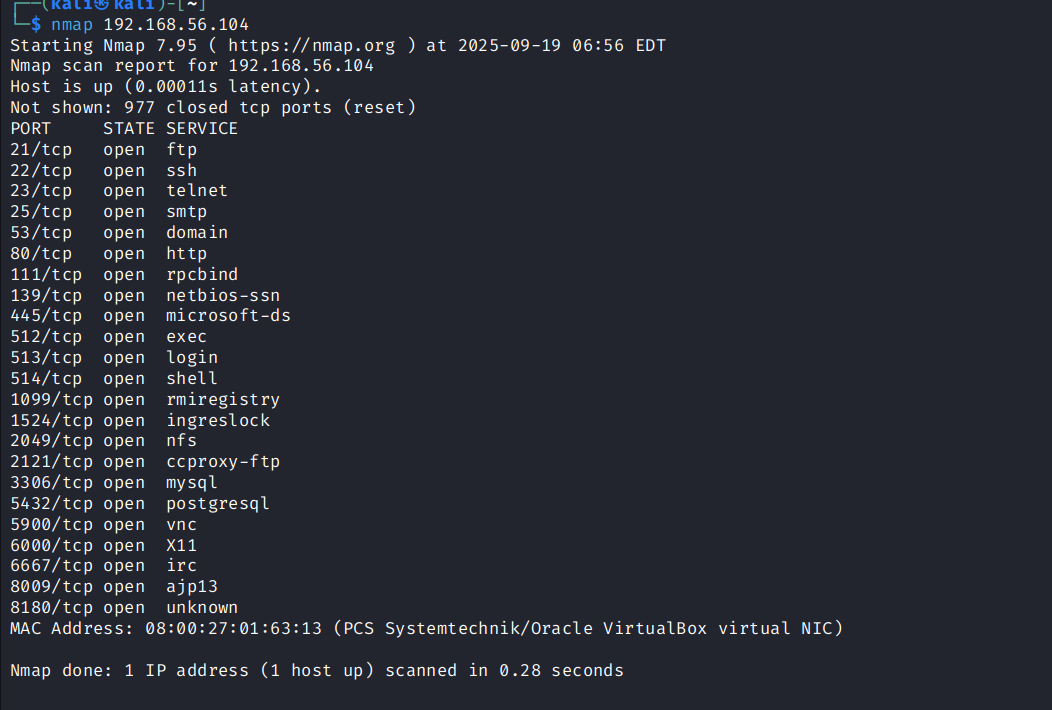 ┌──(kali㉿kali)-[~]
└─$ nmap 192.168.56.104
Starting Nmap 7.95 ( https://nmap.org ) at 2025-09-19 06:56 EDT
Nmap scan report for 192.168.56.104
Host is up (0.00011s latency).
Not shown: 977 closed tcp ports (reset)
PORT     STATE SERVICE
21/tcp   open  ftp
22/tcp   open  ssh
23/tcp   open  telnet
25/tcp   open  smtp
53/tcp   open  domain
80/tcp   open  http
111/tcp  open  rpcbind
139/tcp  open  netbios-ssn
445/tcp  open  microsoft-ds
512/tcp  open  exec
513/tcp  open  login
514/tcp  open  shell
1099/tcp open  rmiregistry
1524/tcp open  ingreslock
2049/tcp open  nfs
2121/tcp open  ccproxy-ftp
3306/tcp open  mysql
5432/tcp open  postgresql
5900/tcp open  vnc
6000/tcp open  X11
6667/tcp open  irc
8009/tcp open  ajp13
8180/tcp open  unknown
MAC Address: 08:00:27:01:63:13 (PCS Systemtechnik/Oracle VirtualBox virtual NIC)
Nmap done: 1 IP address (1 host up) scanned in 0.28 seconds